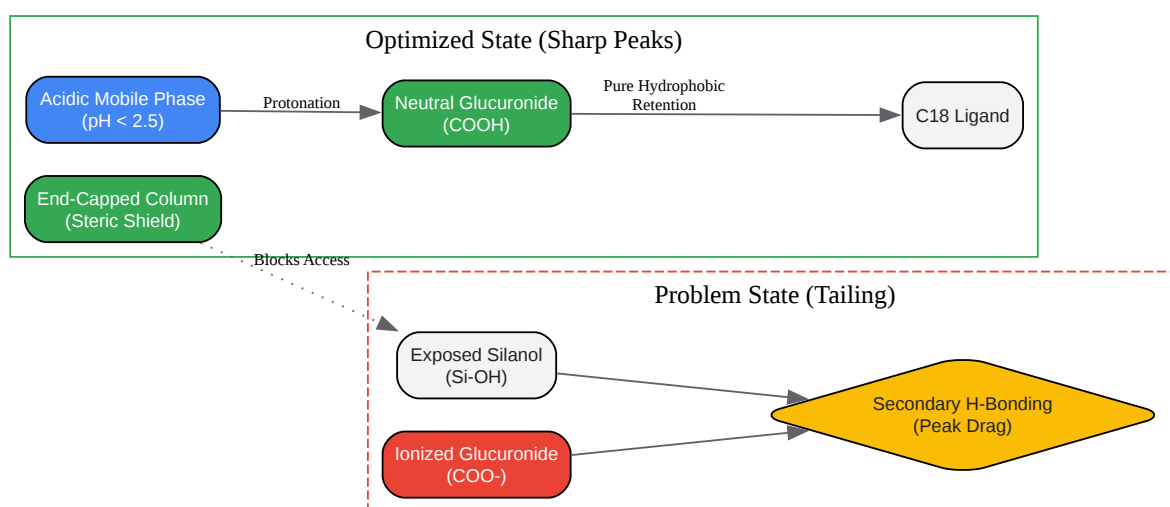 Optimized State (Sharp Peaks)
Acidic Mobile Phase
(pH < 2.5)
Protonation
Neutral Glucuronide
(COOH)
Pure Hydrophobic
Retention
C18 Ligand
End-Capped Column
(Steric Shield)
Blocks Access
Problem State (Tailing)
Exposed Silanol
(Si-OH)
Secondary H-Bonding
(Peak Drag)
Ionized Glucuronide
(COO-)